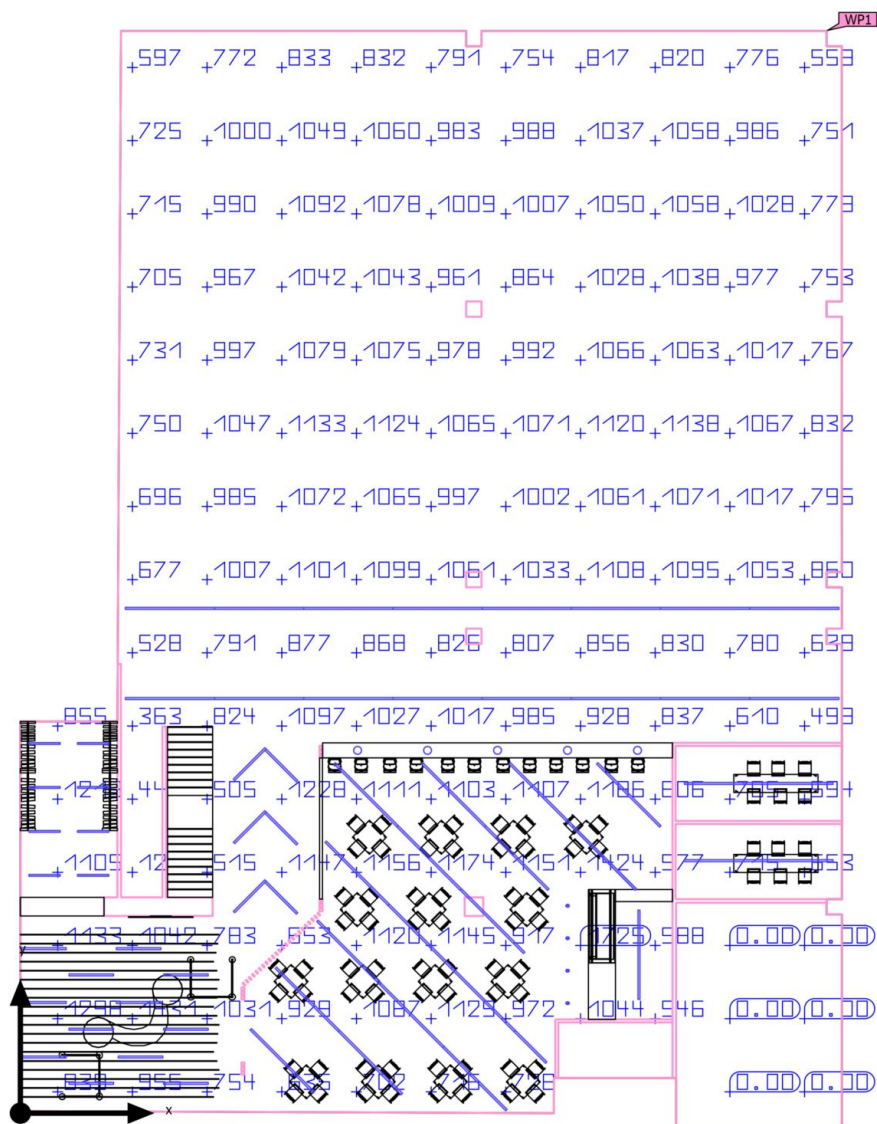 WP1
+597 +772 +833 +832 +791 +754 +817 +820 +776 +559
+725 +1000 +1049 +1060 +983 +988 +1037 +1058 +986 +751
+715 +990 +1092 +1078 +1009 +1007 +1050 +1058 +1028 +779
+705 +967 +1042 +1043 +961 +864 +1028 +1038 +977 +753
+731 +997 +1079 +1075 +978 +992 +1066 +1063 +1017 +767
+750 +1047 +1133 +1124 +1065 +1071 +1120 +1138 +1067 +832
+696 +985 +1072 +1065 +997 +1002 +1061 +1071 +1017 +795
+677 +1007 +1101 +1099 +1061 +1033 +1108 +1095 +1053 +860
+528 +791 +877 +868 +826 +807 +856 +830 +780 +639
+855 +363 +824 +1097 +1027 +1017 +985 +928 +837 +610 +499
+505 +1228 +1111 +1103 +1107 +1186 +606
+1109 +515 +1147 +1156 +1174 +1151 +577
+1133 +1042 +783 +653 +1120 +1145 +917 +1725 +588 0.00 0.00
y
+1031 +928 +1087 +1129 +972 +1044 +546 0.00 0.00
+839 +955 +754 0.00 0.00
x